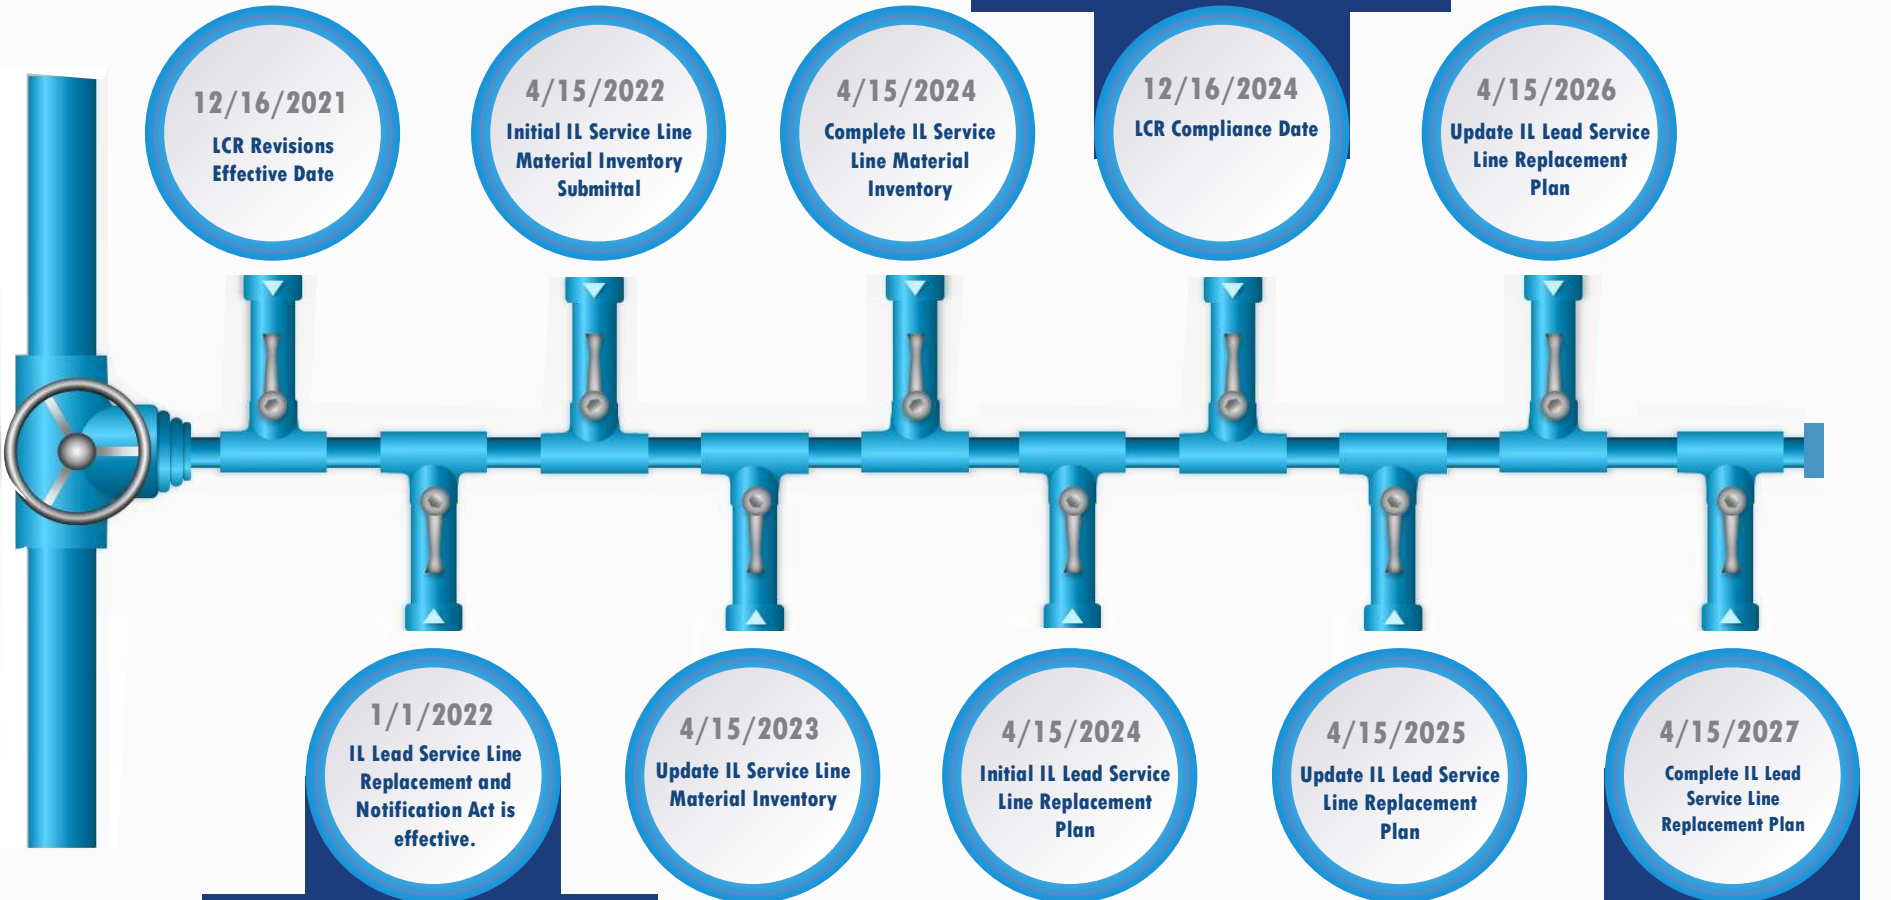 12/16/2021
LCR Revisions
Effective Date
4/15/2022
Initial IL Service Line
Material Inventory
Submittal
4/15/2024
Complete IL Service
Line Material
Inventory
12/16/2024
LCR Compliance Date
4/15/2026
Update IL Lead Service
Line Replacement
Plan
1/1/2022
IL Lead Service Line
Replacement and
Notification Act is
effective.
4/15/2023
Update IL Service Line
Material Inventory
4/15/2024
Initial IL Lead Service
Line Replacement
Plan
4/15/2025
Update IL Lead Service
Line Replacement
Plan
4/15/2027
Complete IL Lead
Service Line
Replacement Plan